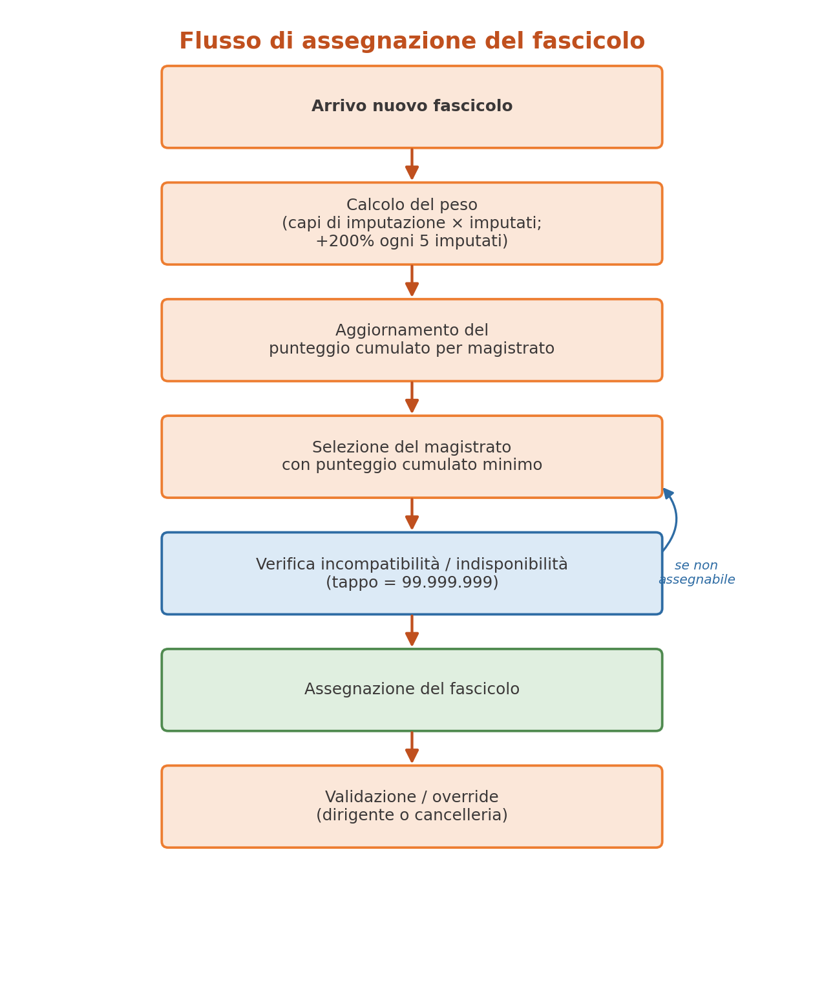 Flusso di assegnazione del fascicolo
Arrivo nuovo fascicolo
Calcolo del peso
(capi di imputazione × imputati;
+200% ogni 5 imputati)
Aggiornamento del
punteggio cumulato per magistrato
Selezione del magistrato
con punteggio cumulato minimo
Verifica incompatibilità / indisponibilità
(tappo = 99.999.999)
se non
assegnabile
Assegnazione del fascicolo
Validazione / override
(dirigente o cancelleria)